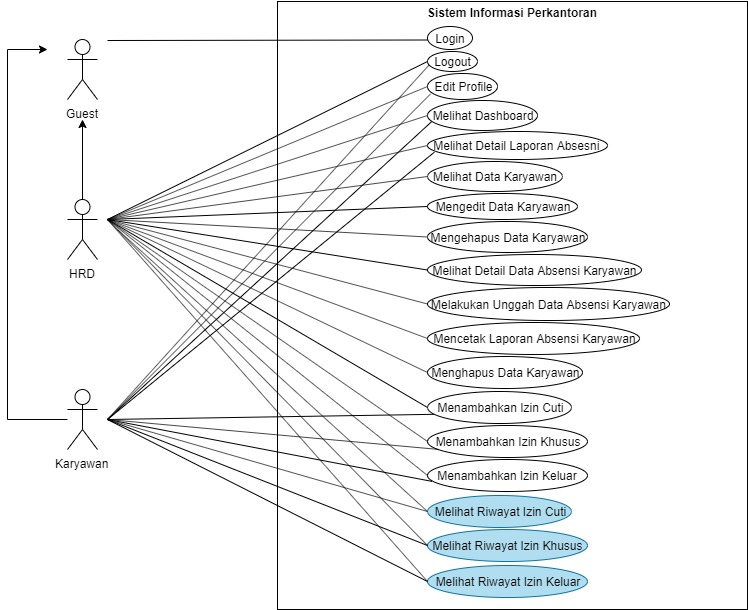 Sistem Informasi Perkantoran
Login
Logout
Edit Profile
Guest
Melihat Dashboard
Melihat Detail Laporan Absesni
Melihat Data Karyawan
Mengedit Data Karyawan
Mengehapus Data Karyawan
HRD
Melihat Detail Data Absensi Karyawan
Melakukan Unggah Data Absensi Karyawan
Mencetak Laporan Absensi Karyawan
Menghapus Data Karyawan
Menambahkan Izin Cuti
Menambahkan Izin Khusus
Karyawan
Menambahkan Izin Keluar
Melihat Riwayat Izin Cuti
Melihat Riwayat Izin Khusus
Melihat Riwayat Izin Keluar